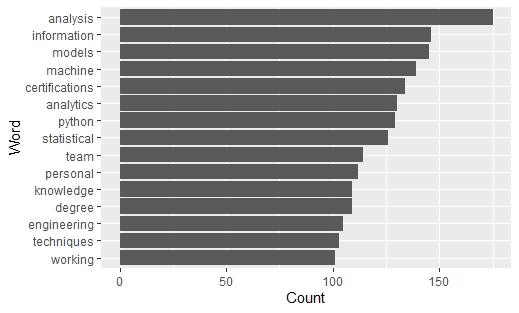 analysis
information
models
machine
certifications
analytics
python
statistical
team
personal
knowledge
degree
engineering
techniques
working
Word
0 50 100 150
Count